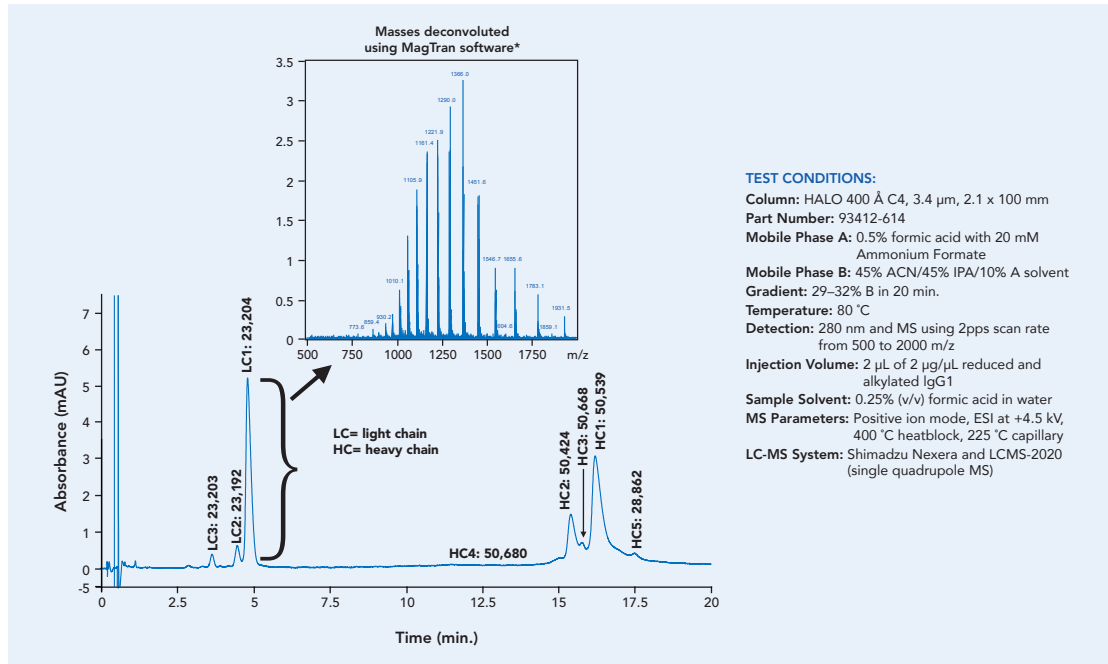 Masses deconvoluted
using MagTran software*
3.5
3
2.5
2
1.5
1
0.5
0
500
750
1000
1250
1500
1750
m/z
773.6
859.4
930.2
1010.1
1105.9
1161.4
1221.9
1290.0
1366.0
1451.6
1546.7
1604.6
1655.6
1783.1
1859.1
1931.5
Absorbance (mAU)
7
6
5
4
3
2
1
0
-5
0
2.5
5
7.5
10
12.5
15
17.5
20
Time (min.)
LC3: 23,203
LC2: 23,192
LC1: 23,204
LC= light chain
HC= heavy chain
HC4: 50,680
HC2: 50,424
HC3: 50,668
HC1: 50,539
HC5: 28,862
TEST CONDITIONS:
Column: HALO 400 Å C4, 3.4 µm, 2.1 x 100 mm
Part Number: 93412-614
Mobile Phase A: 0.5% formic acid with 20 mM
Ammonium Formate
Mobile Phase B: 45% ACN/45% IPA/10% A solvent
Gradient: 29–32% B in 20 min.
Temperature: 80 ˚C
Detection: 280 nm and MS using 2pps scan rate
from 500 to 2000 m/z
Injection Volume: 2 µL of 2 µg/µL reduced and
alkylated IgG1
Sample Solvent: 0.25% (v/v) formic acid in water
MS Parameters: Positive ion mode, ESI at +4.5 kV,
400 ˚C heatblock, 225 ˚C capillary
LC-MS System: Shimadzu Nexera and LCMS-2020
(single quadrupole MS)